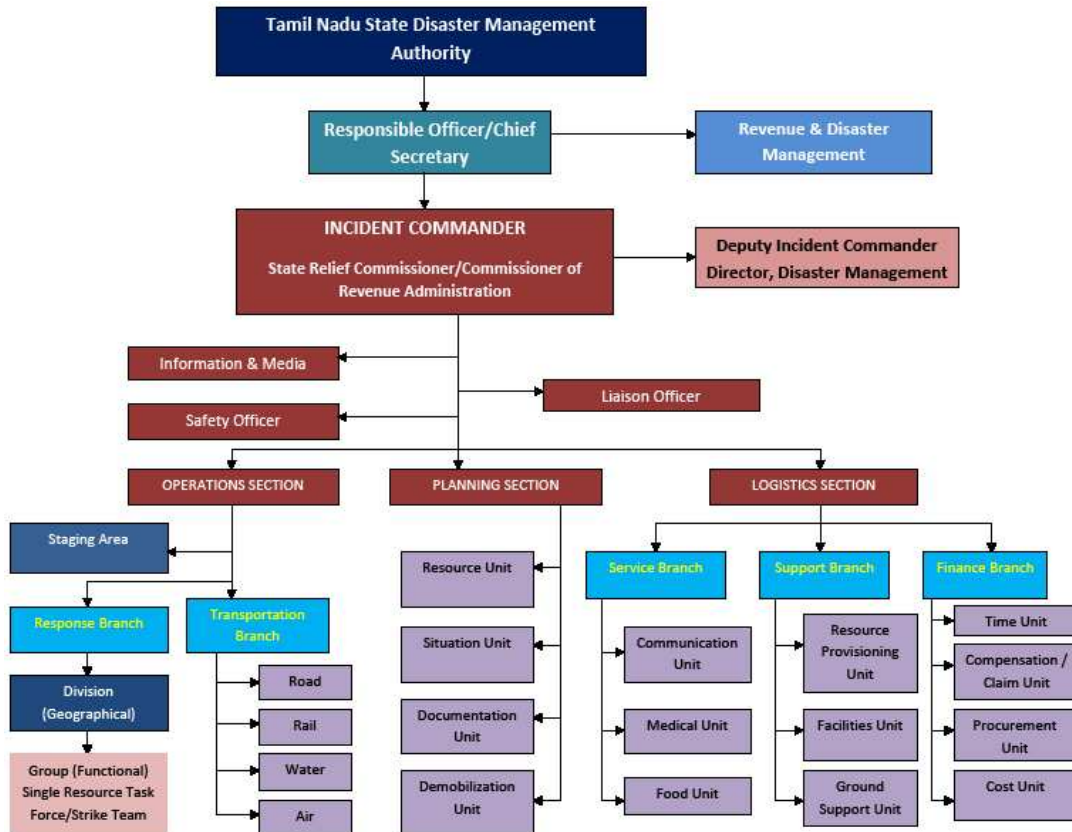 Tamil Nadu State Disaster Management
Authority
Responsible Officer/Chief
Secretary
Revenue & Disaster
Management
INCIDENT COMMANDER
State Relief Commissioner/Commissioner of
Revenue Administration
Deputy Incident Commander
Director, Disaster Management
Information & Media
Liaison Officer
Safety Officer
OPERATIONS SECTION
PLANNING SECTION
LOGISTICS SECTION
Staging Area
Response Branch
Transportation
Branch
Division
(Geographical)
Group (Functional)
Single Resource Task
Force/Strike Team
Road
Rail
Water
Air
Resource Unit
Situation Unit
Documentation
Unit
Demobilization
Unit
Service Branch
Communication
Unit
Medical Unit
Food Unit
Support Branch
Resource
Provisioning
Unit
Facilities Unit
Ground
Support Unit
Finance Branch
Time Unit
Compensation /
Claim Unit
Procurement
Unit
Cost Unit